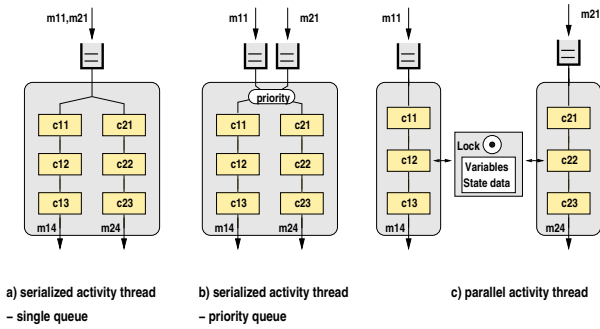 m11,m21
c11 c21
c12 c22
c13 c23
m14 m24
a) serialized activity thread
– single queue
m11 m21
priority
c11 c21
c12 c22
c13 c23
m14 m24
b) serialized activity thread
– priority queue
m11 m21
c11 c21
c12 Lock c22
Variables
State data
c13 c23
m14 m24
c) parallel activity thread